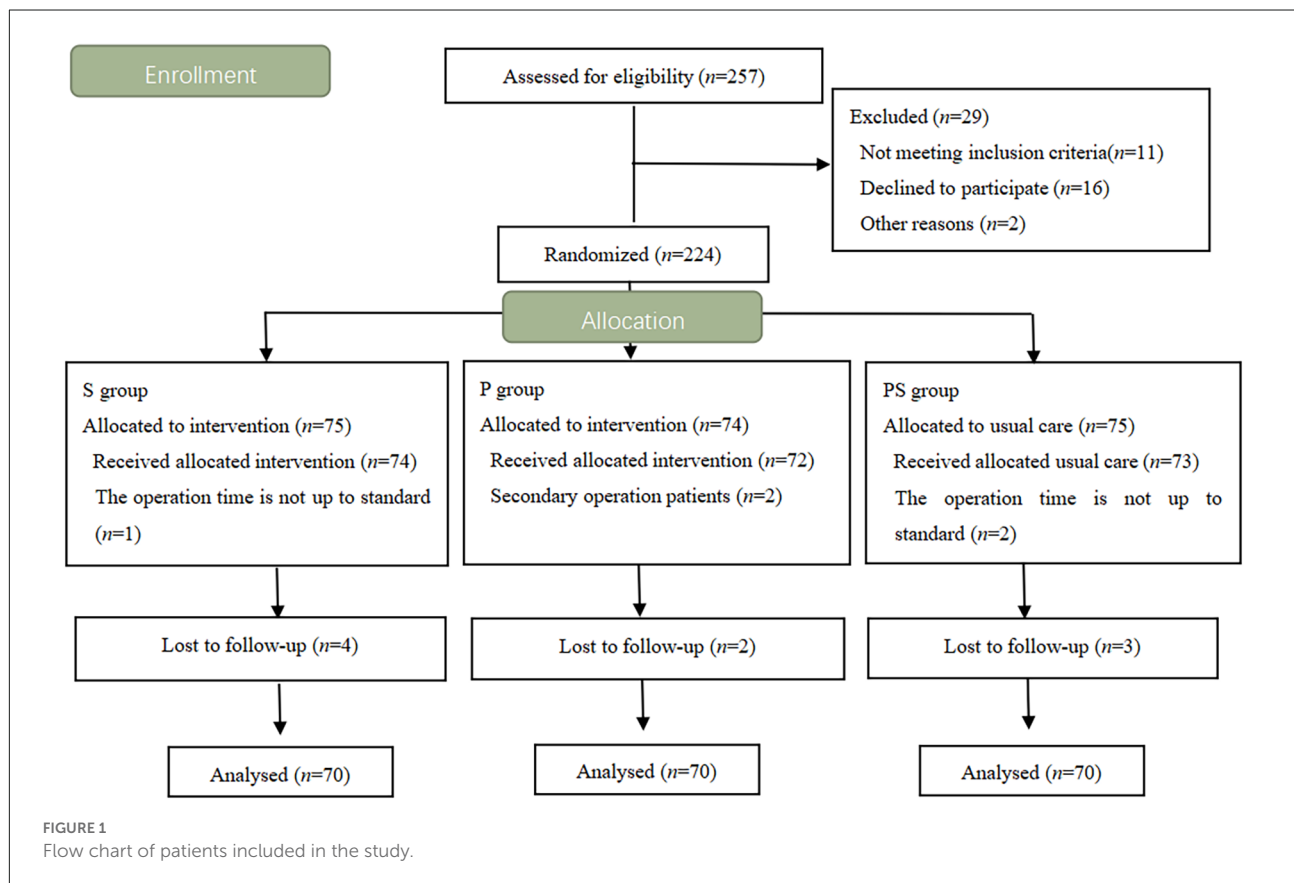 Enrollment
Assessed for eligibility (n=257)
Excluded (n=29)
Not meeting inclusion criteria(n=11)
Declined to participate (n=16)
Other reasons (n=2)
Randomized (n=224)
Allocation
S group
Allocated to intervention (n=75)
Received allocated intervention (n=74)
The operation time is not up to standard
(n=1)
P group
Allocated to intervention (n=74)
Received allocated intervention (n=72)
Secondary operation patients (n=2)
PS group
Allocated to usual care (n=75)
Received allocated usual care (n=73)
The operation time is not up to
standard (n=2)
Lost to follow-up (n=4)
Lost to follow-up (n=2)
Lost to follow-up (n=3)
Analysed (n=70)
Analysed (n=70)
Analysed (n=70)
FIGURE 1
Flow chart of patients included in the study.